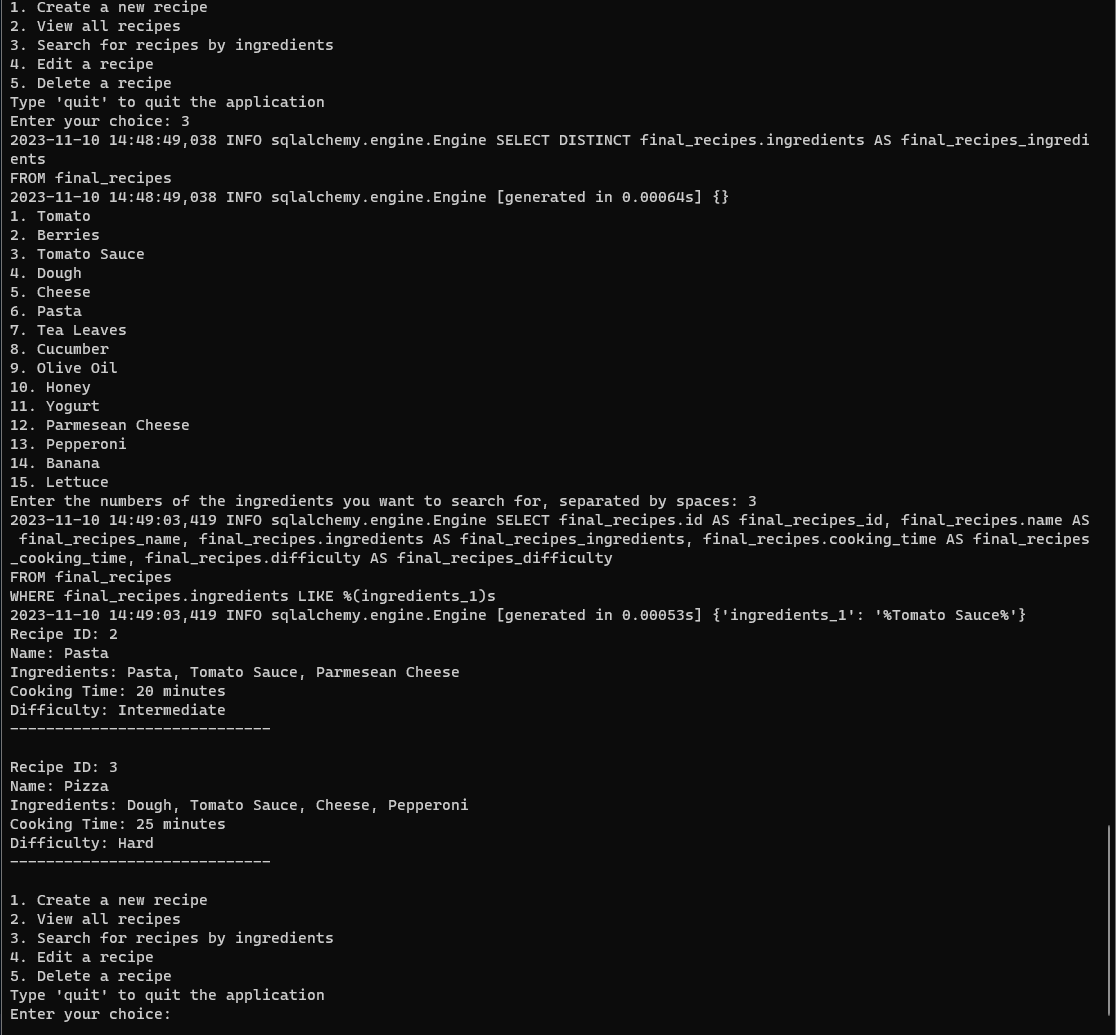 1. Create a new recipe
2. View all recipes
3. Search for recipes by ingredients
4. Edit a recipe
5. Delete a recipe
Type 'quit' to quit the application
Enter your choice: 3
2023-11-10 14:48:49,038 INFO sqlalchemy.engine.Engine SELECT DISTINCT final_recipes.ingredients AS final_recipes_ingredi
ents
FROM final_recipes
2023-11-10 14:48:49,038 INFO sqlalchemy.engine.Engine [generated in 0.00064s] {}
1. Tomato
2. Berries
3. Tomato Sauce
4. Dough
5. Cheese
6. Pasta
7. Tea Leaves
8. Cucumber
9. Olive Oil
10. Honey
11. Yogurt
12. Parmesean Cheese
13. Pepperoni
14. Banana
15. Lettuce
Enter the numbers of the ingredients you want to search for, separated by spaces: 3
2023-11-10 14:49:03,419 INFO sqlalchemy.engine.Engine SELECT final_recipes.id AS final_recipes_id, final_recipes.name AS
 final_recipes_name, final_recipes.ingredients AS final_recipes_ingredients, final_recipes.cooking_time AS final_recipes
_cooking_time, final_recipes.difficulty AS final_recipes_difficulty
FROM final_recipes
WHERE final_recipes.ingredients LIKE %(ingredients_1)s
2023-11-10 14:49:03,419 INFO sqlalchemy.engine.Engine [generated in 0.00053s] {'ingredients_1': '%Tomato Sauce%'}
Recipe ID: 2
Name: Pasta
Ingredients: Pasta, Tomato Sauce, Parmesean Cheese
Cooking Time: 20 minutes
Difficulty: Intermediate
------------------------------
Recipe ID: 3
Name: Pizza
Ingredients: Dough, Tomato Sauce, Cheese, Pepperoni
Cooking Time: 25 minutes
Difficulty: Hard
------------------------------
1. Create a new recipe
2. View all recipes
3. Search for recipes by ingredients
4. Edit a recipe
5. Delete a recipe
Type 'quit' to quit the application
Enter your choice: